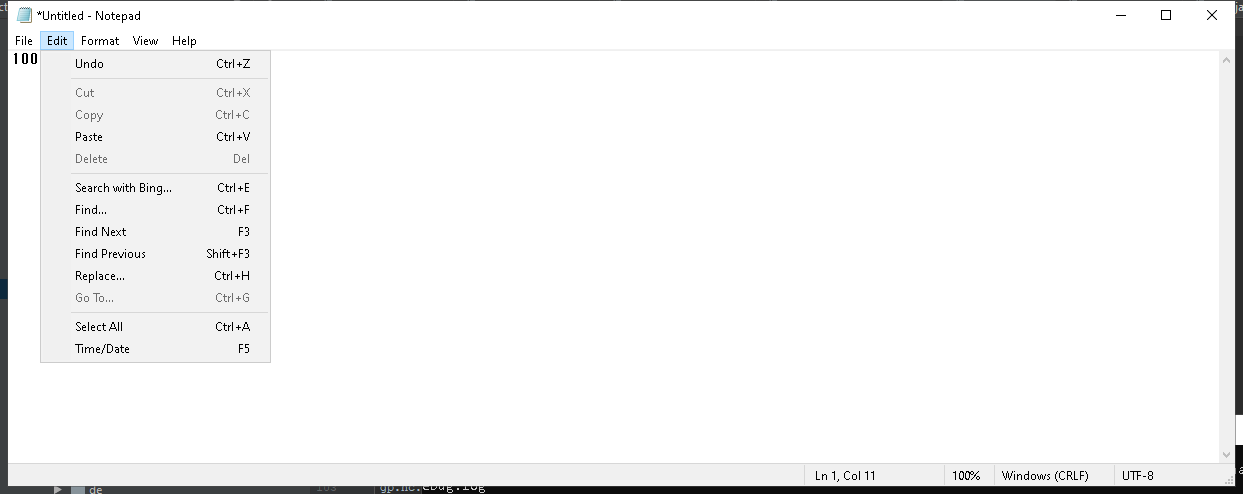 *Untitled - Notepad
File Edit Format View Help
100
Undo Ctrl+Z
Cut Ctrl+X
Copy Ctrl+C
Paste Ctrl+V
Delete Del
Search with Bing... Ctrl+E
Find... Ctrl+F
Find Next F3
Find Previous Shift+F3
Replace... Ctrl+H
Go To... Ctrl+G
Select All Ctrl+A
Time/Date F5
Ln 1, Col 11 100% Windows (CRLF) UTF-8
de